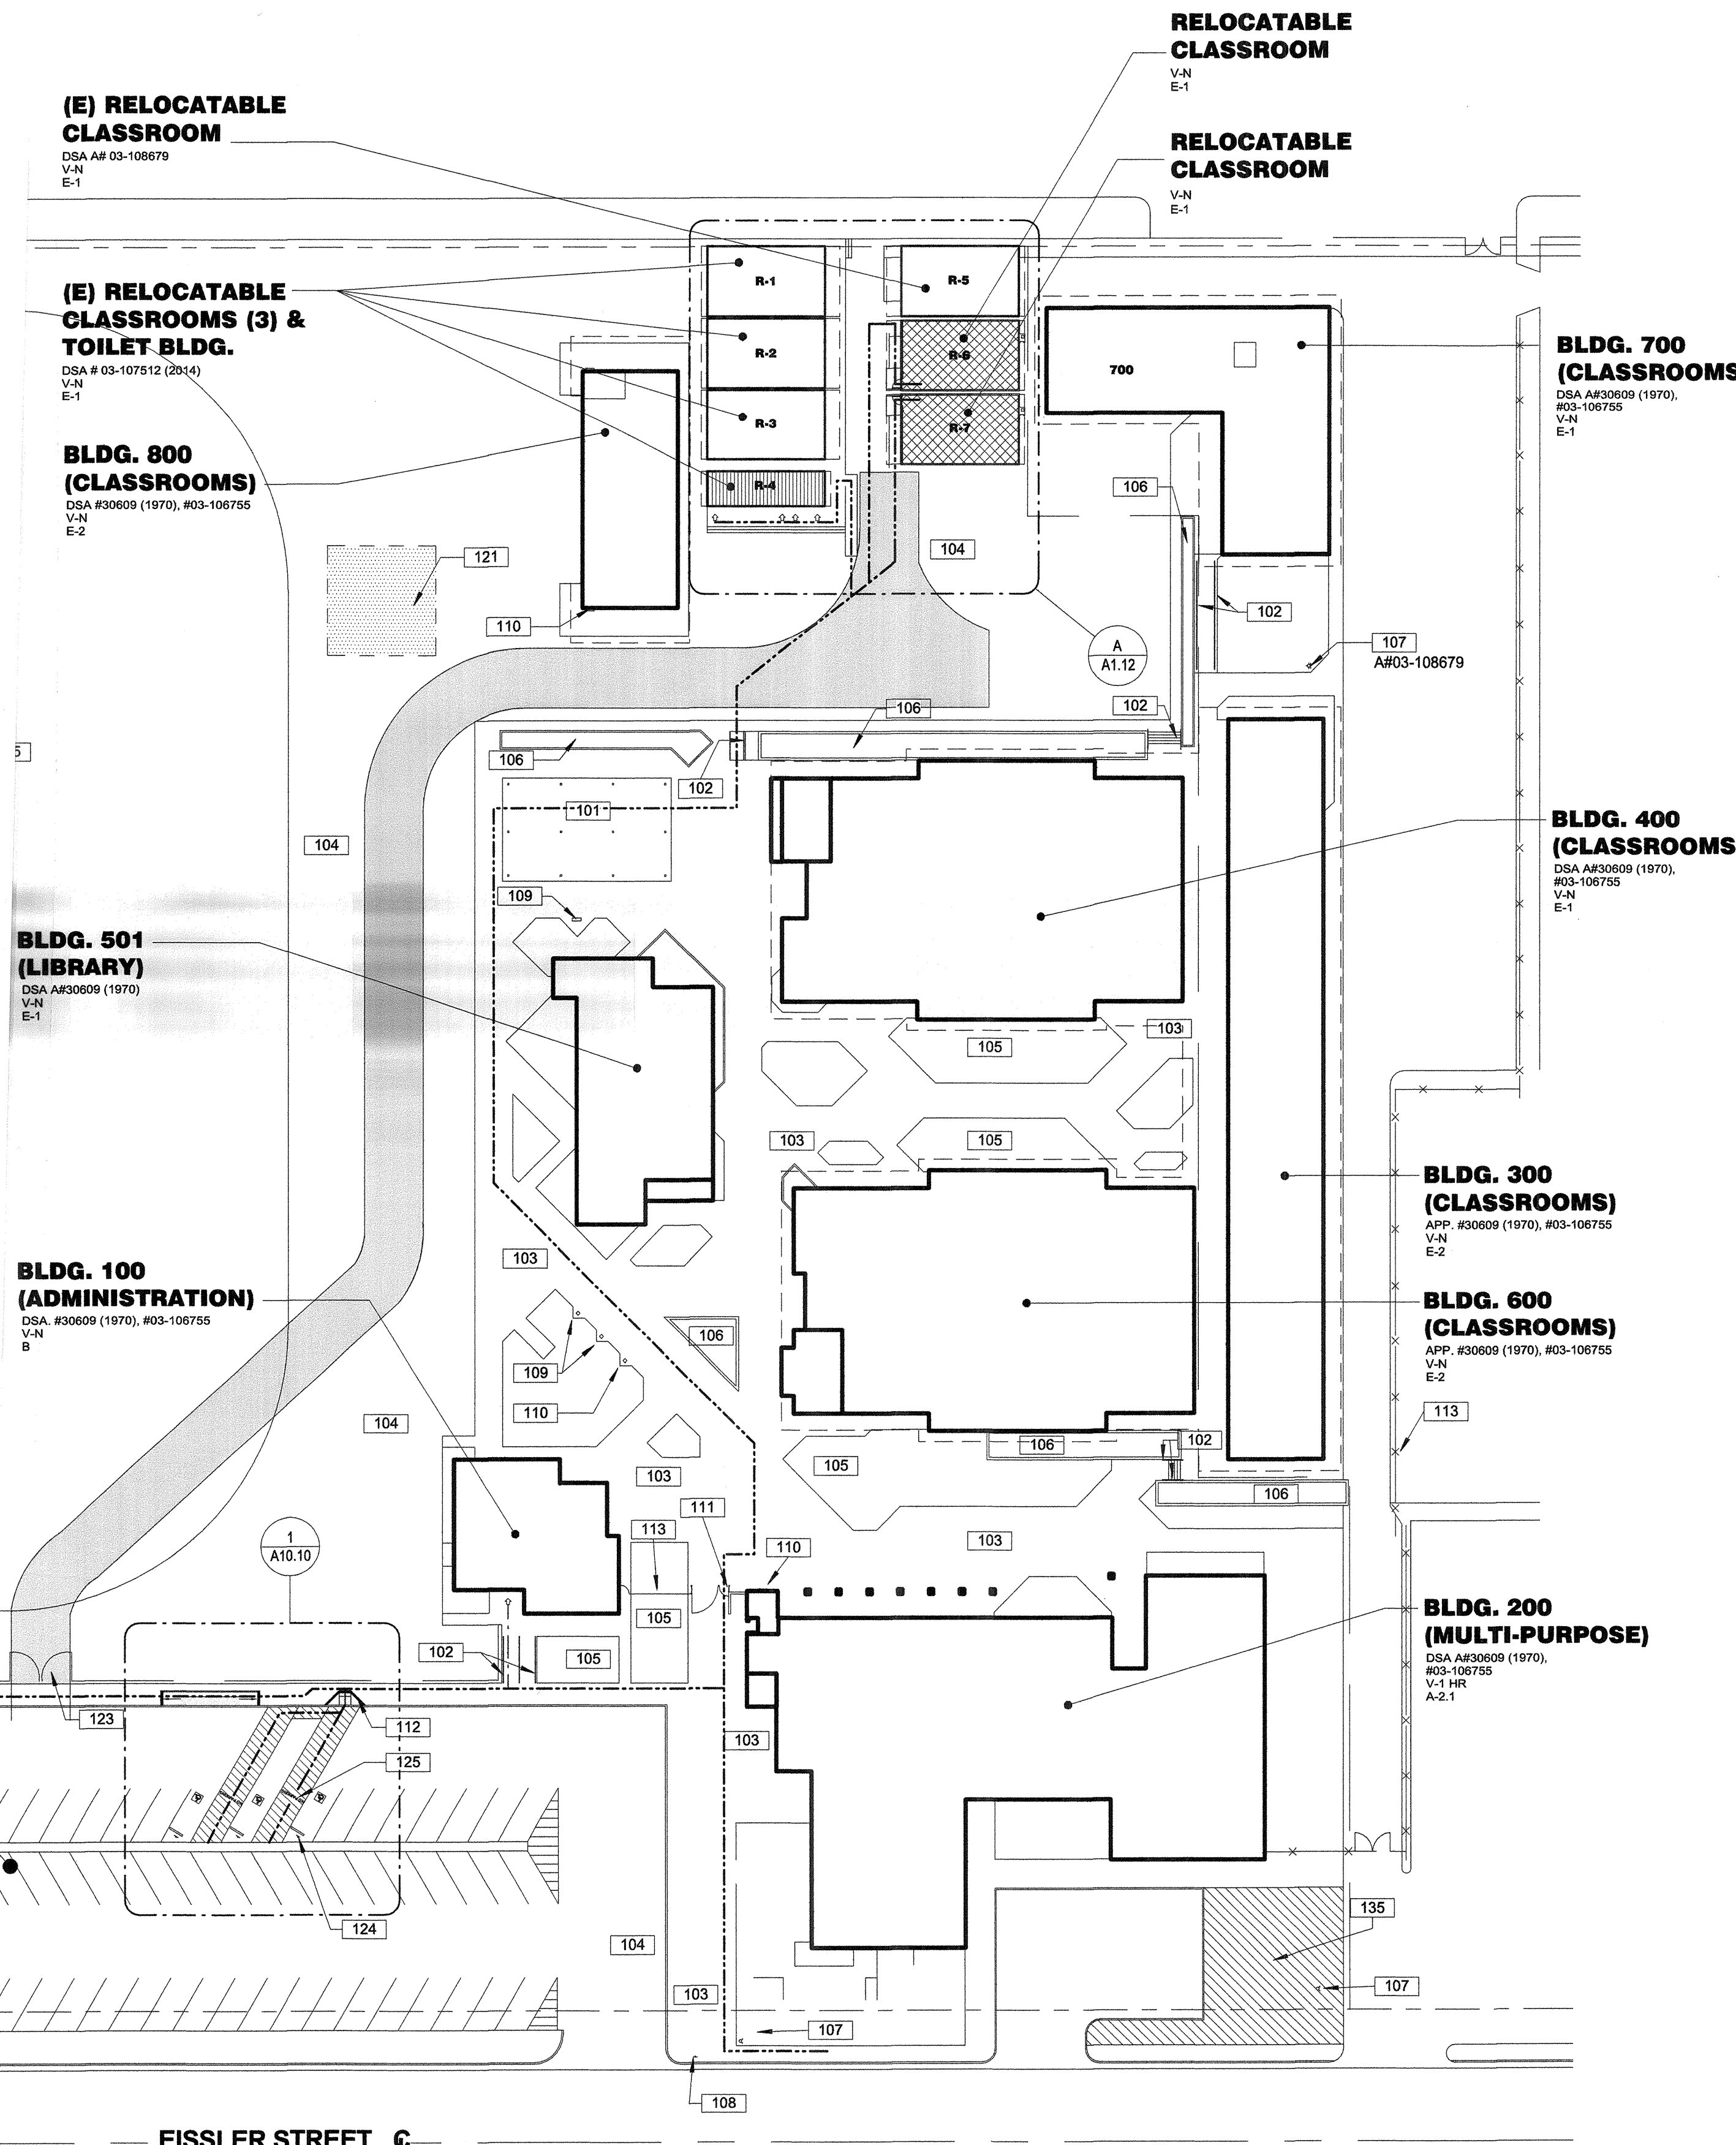 RELOCATABLE
CLASSROOM
V-N
E-1
(E) RELOCATABLE
CLASSROOM
DSA A# 03-108679
V-N
E-1
RELOCATABLE
CLASSROOM
V-N
E-1
(E) RELOCATABLE
CLASSROOMS (3) &
TOILET BLDG.
DSA # 03-107512 (2014)
V-N
E-1
R-1
R-5
R-2
R-6
R-3
R-7
R-4
700
BLDG. 700
(CLASSROOMS
DSA A#30609 (1970),
#03-106755
V-N
E-1
BLDG. 800
(CLASSROOMS)
DSA #30609 (1970), #03-106755
V-N
E-2
106
121
104
110
102
107
A#03-108679
A
A1.12
106
102
5
106
102
101
104
BLDG. 400
(CLASSROOMS
DSA A#30609 (1970),
#03-106755
V-N
E-1
109
BLDG. 501
(LIBRARY)
DSA A#30609 (1970)
V-N
E-1
103
105
103
105
BLDG. 300
(CLASSROOMS)
APP. #30609 (1970), #03-106755
V-N
E-2
103
BLDG. 100
(ADMINISTRATION)
DSA. #30609 (1970), #03-106755
V-N
B
BLDG. 600
(CLASSROOMS)
APP. #30609 (1970), #03-106755
V-N
E-2
106
109
110
104
113
106
102
105
103
106
111
113
110
103
1
A10.10
105
BLDG. 200
(MULTI-PURPOSE)
DSA A#30609 (1970),
#03-106755
V-1 HR
A-2.1
102
105
123
112
103
125
124
104
135
103
107
107
108
EISSLER STREET C L